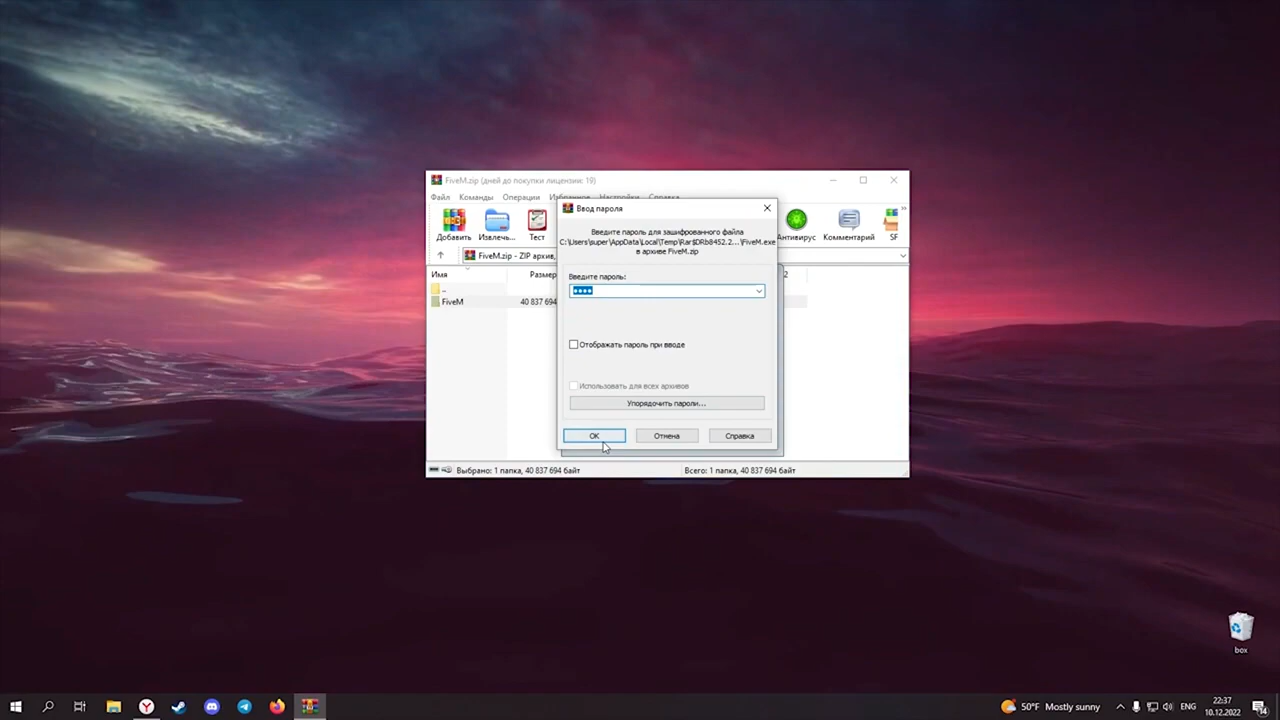 FiveM.zip (дней до покупки лицензии: 19)
Файл Команды Операции Избранное Настройки Справка
Добавить Извлечь... Тест Антивирус Комментарий SF
FiveM.zip - ZIP архив,
Имя Размер
..
FiveM 40 837 694
Ввод пароля
Введите пароль для зашифрованного файла
C:\Users\super\AppData\Local\Temp\Rar$DRb8452.2...\FiveM.exe
в архиве FiveM.zip
Введите пароль:
Отображать пароль при вводе
Использовать для всех архивов
Упорядочить пароли...
OK Отмена Справка
Выбрано: 1 папка, 40 837 694 байт Всего: 1 папка, 40 837 694 байт
box
50°F Mostly sunny ENG 22:37
10.12.2022
14